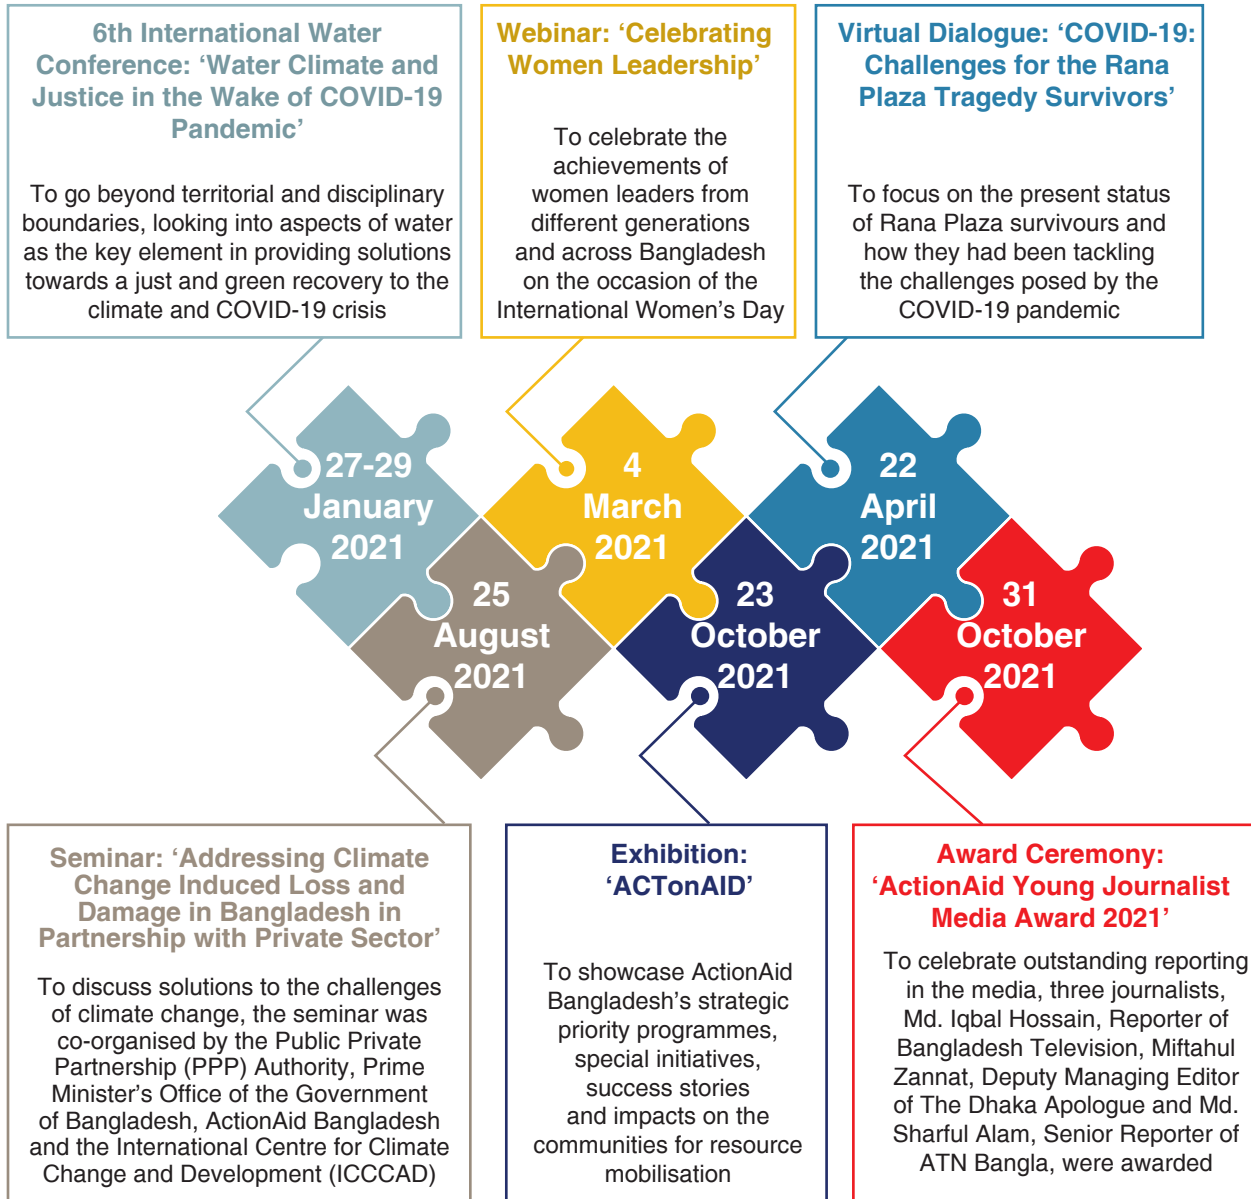 6th International Water
Conference: ‘Water Climate and
Justice in the Wake of COVID-19
Pandemic’
To go beyond territorial and disciplinary
boundaries, looking into aspects of water
as the key element in providing solutions
towards a just and green recovery to the
climate and COVID-19 crisis
Webinar: ‘Celebrating
Women Leadership’
To celebrate the
achievements of
women leaders from
different generations
and across Bangladesh
on the occasion of the
International Women’s Day
Virtual Dialogue: ‘COVID-19:
Challenges for the Rana
Plaza Tragedy Survivors’
To focus on the present status
of Rana Plaza survivours and
how they had been tackling
the challenges posed by the
COVID-19 pandemic
27-29
January
2021
4
March
2021
22
April
2021
25
August
2021
23
October
2021
31
October
2021
Seminar: ‘Addressing Climate
Change Induced Loss and
Damage in Bangladesh in
Partnership with Private Sector’
To discuss solutions to the challenges
of climate change, the seminar was
co-organised by the Public Private
Partnership (PPP) Authority, Prime
Minister’s Office of the Government
of Bangladesh, ActionAid Bangladesh
and the International Centre for Climate
Change and Development (ICCCAD)
Exhibition:
‘ACTonAID’
To showcase ActionAid
Bangladesh’s strategic
priority programmes,
special initiatives,
success stories
and impacts on the
communities for resource
mobilisation
Award Ceremony:
‘ActionAid Young Journalist
Media Award 2021’
To celebrate outstanding reporting
in the media, three journalists,
Md. Iqbal Hossain, Reporter of
Bangladesh Television, Miftahul
Zannat, Deputy Managing Editor
of The Dhaka Apologue and Md.
Sharful Alam, Senior Reporter of
ATN Bangla, were awarded